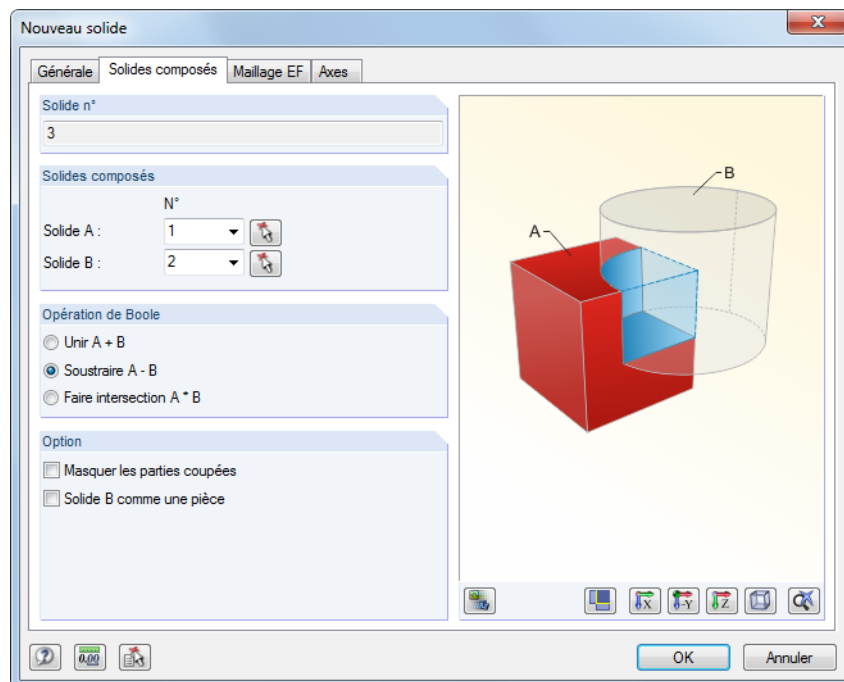 Nouveau solide
Générale
Solides composés
Maillage EF
Axes
Solide n°
3
Solides composés
N°
Solide A :
1
Solide B :
2
Opération de Boole
Unir A + B
Soustraire A - B
Faire intersection A * B
Option
Masquer les parties coupées
Solide B comme une pièce
B
A
X
-Y
Z
0.00
OK
Annuler